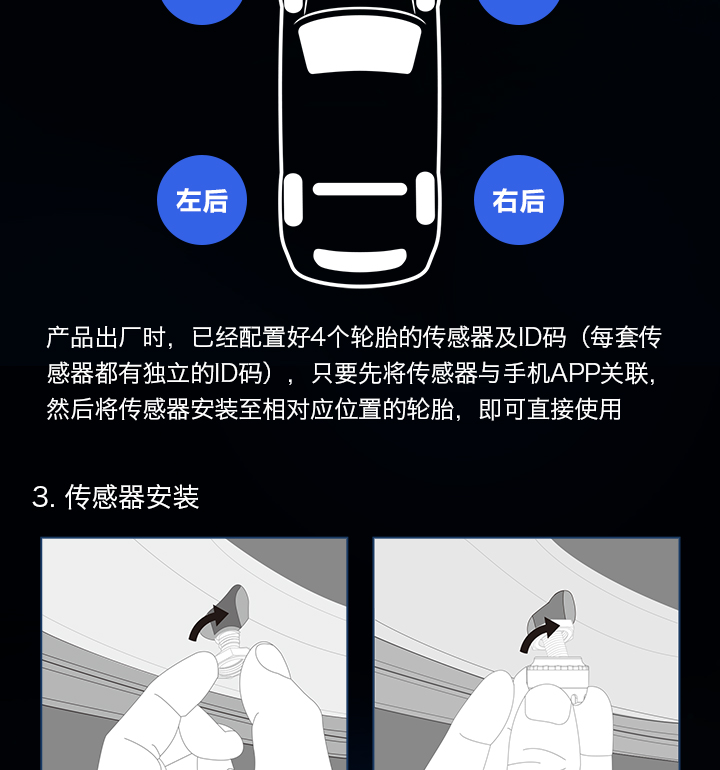 左后 右后
产品出厂时，已经配置好4个轮胎的传感器及ID码（每套传
感器都有独立的ID码），只要先将传感器与手机APP关联，
然后将传感器安装至相对应位置的轮胎，即可直接使用
3. 传感器安装